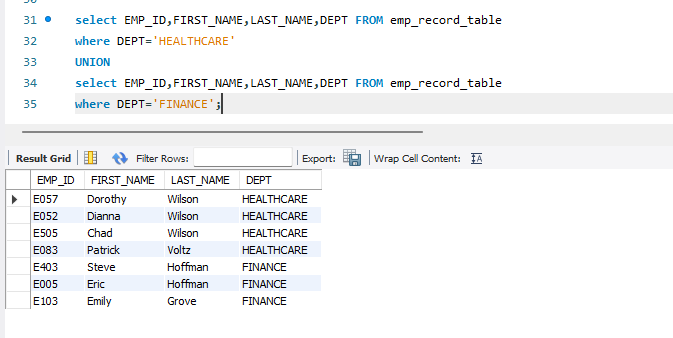 31 select EMP_ID,FIRST_NAME,LAST_NAME,DEPT FROM emp_record_table
32 where DEPT='HEALTHCARE'
33 UNION
34 select EMP_ID,FIRST_NAME,LAST_NAME,DEPT FROM emp_record_table
35 where DEPT='FINANCE';
Result Grid Filter Rows: Export: Wrap Cell Content: IA
EMP_ID FIRST_NAME LAST_NAME DEPT
E057 Dorothy Wilson HEALTHCARE
E052 Dianna Wilson HEALTHCARE
E505 Chad Wilson HEALTHCARE
E083 Patrick Voltz HEALTHCARE
E403 Steve Hoffman FINANCE
E005 Eric Hoffman FINANCE
E103 Emily Grove FINANCE